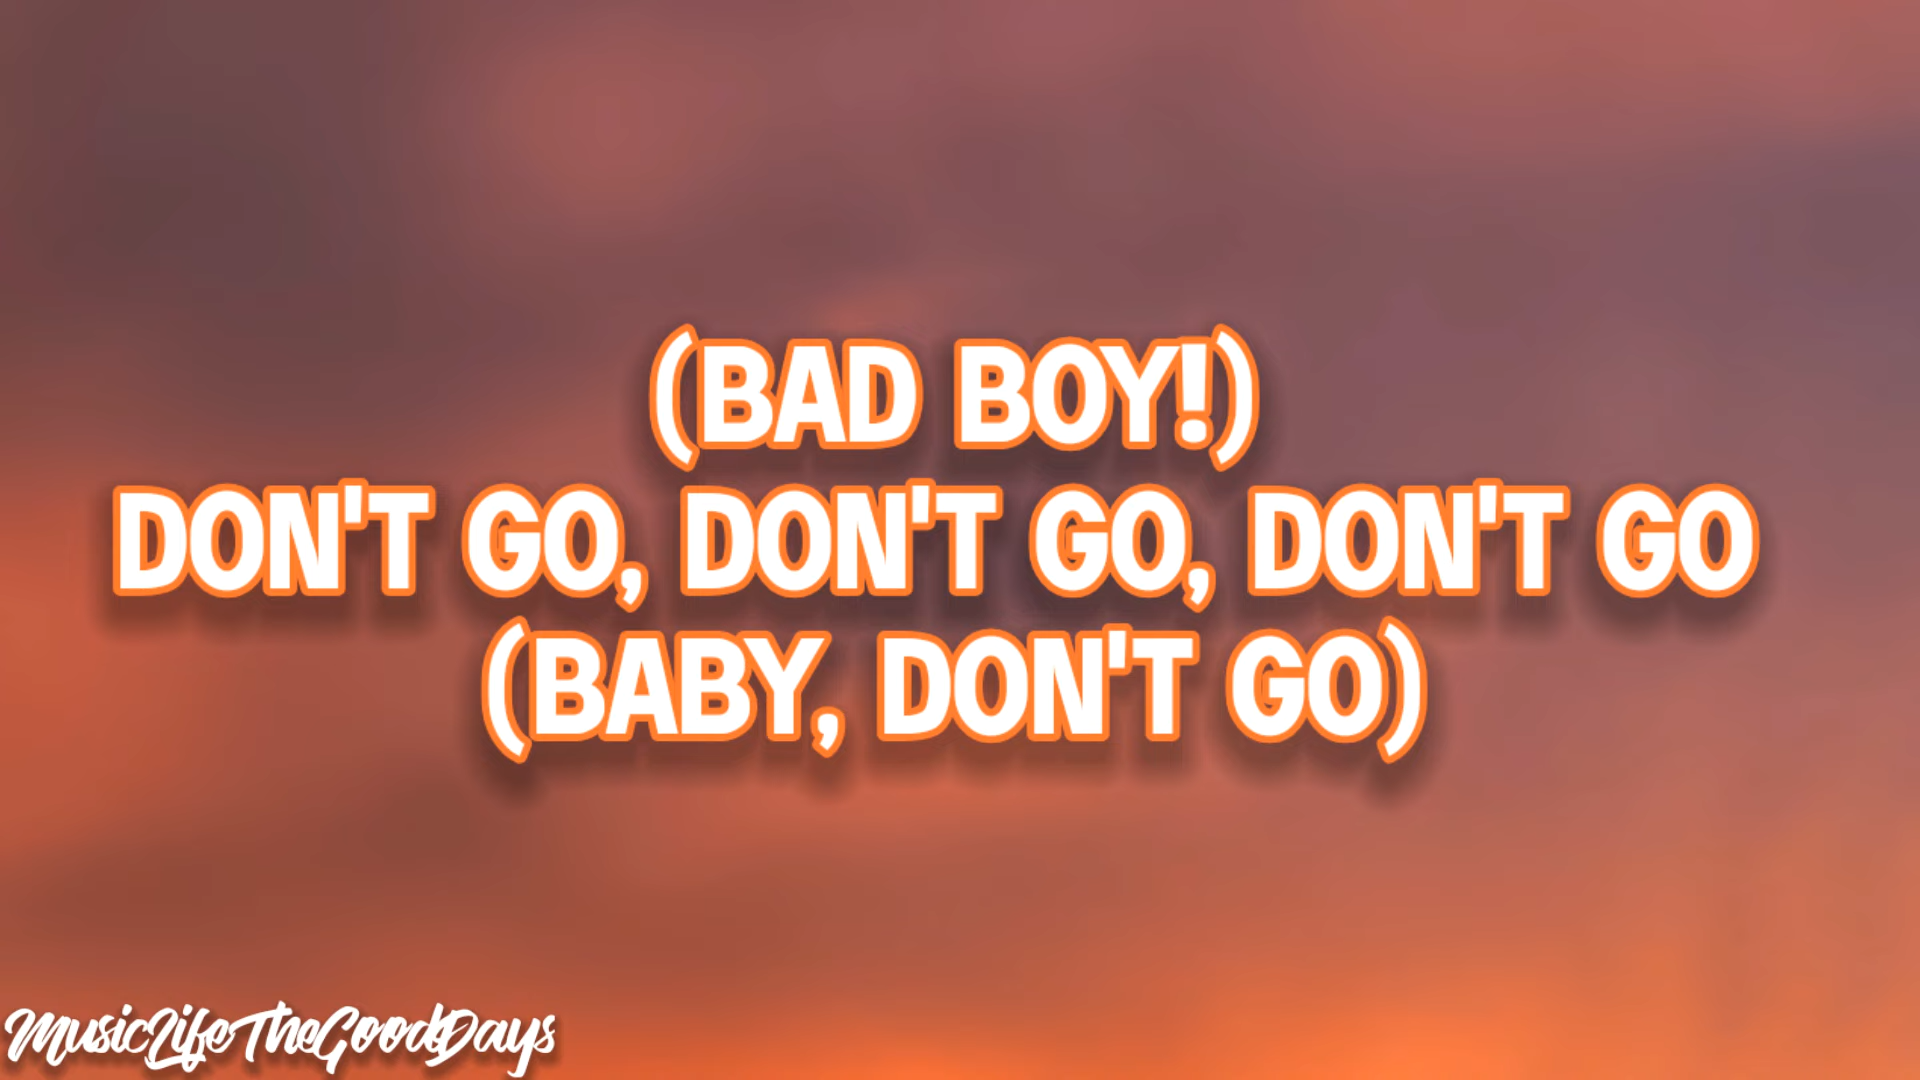 (BAD BOY!)
DON'T GO, DON'T GO, DON'T GO
(BABY, DON'T GO)
MusicLifeTheGoodDays